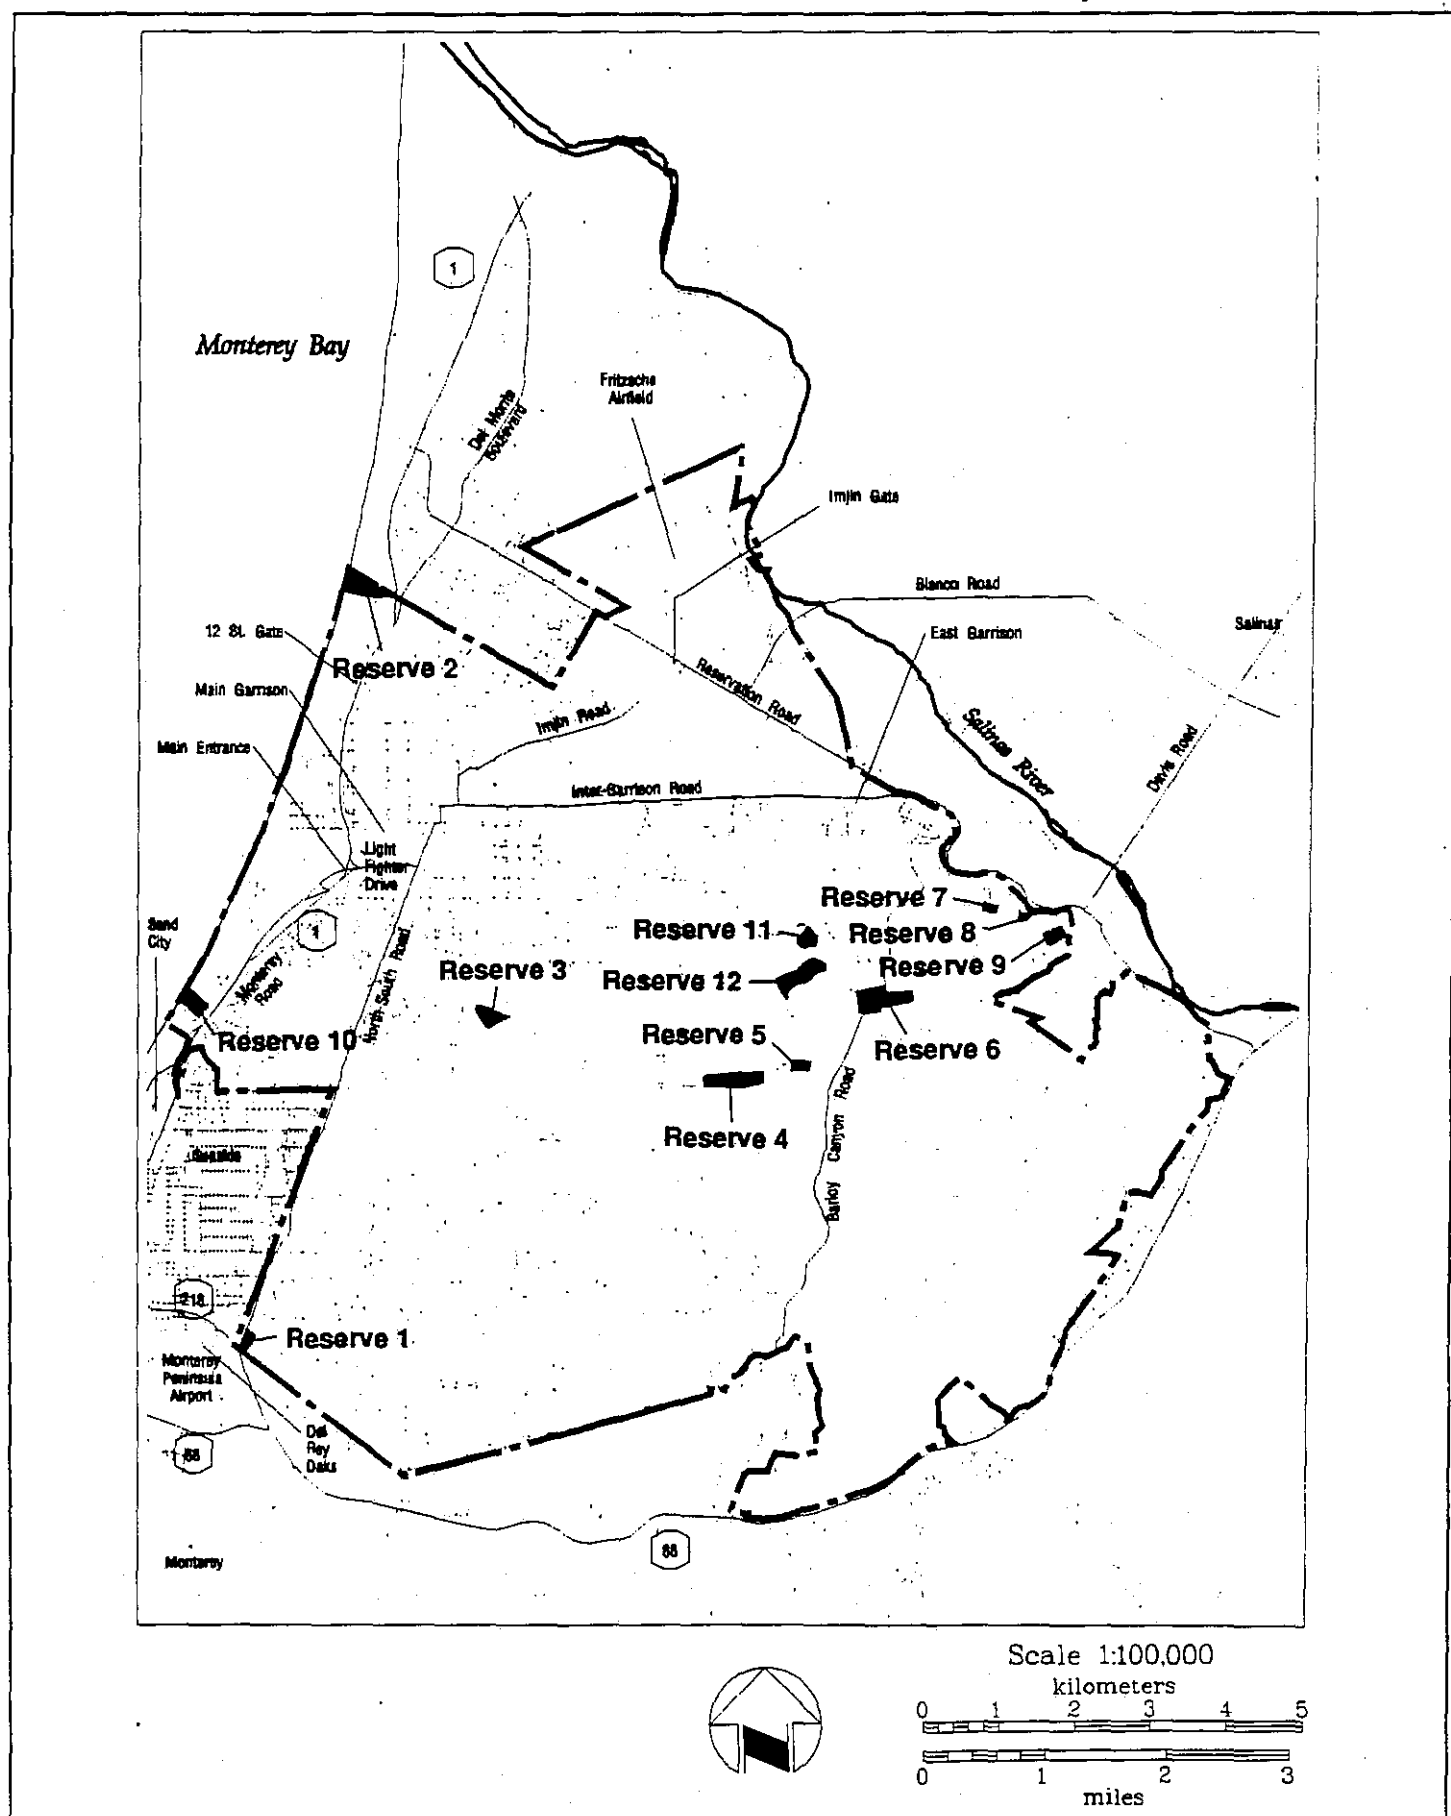 1
Monterey Bay
Fritzsche
Airfield
Del Monte
Boulevard
Imjin Gate
Blanco Road
12 St. Gate
East Garrison
Salinas
Reserve 2
Main Garrison
Reservation Road
Imjin Road
Salinas River
Main Entrance
Davis Road
Inter-Garrison Road
Light
Fighter
Drive
Reserve 7
Sand
City
1
Reserve 11
Reserve 8
Monterey
Road
North-South Road
Reserve 3
Reserve 12
Reserve 9
Reserve 10
Reserve 5
Reserve 6
Barloy Canyon Road
Reserve 4
Seaside
218
Reserve 1
Monterey
Peninsula
Airport
Del
Rey
Oaks
68
68
Monterey
Scale 1:100,000
kilometers
0 1 2 3 4 5
0 1 2 3
miles